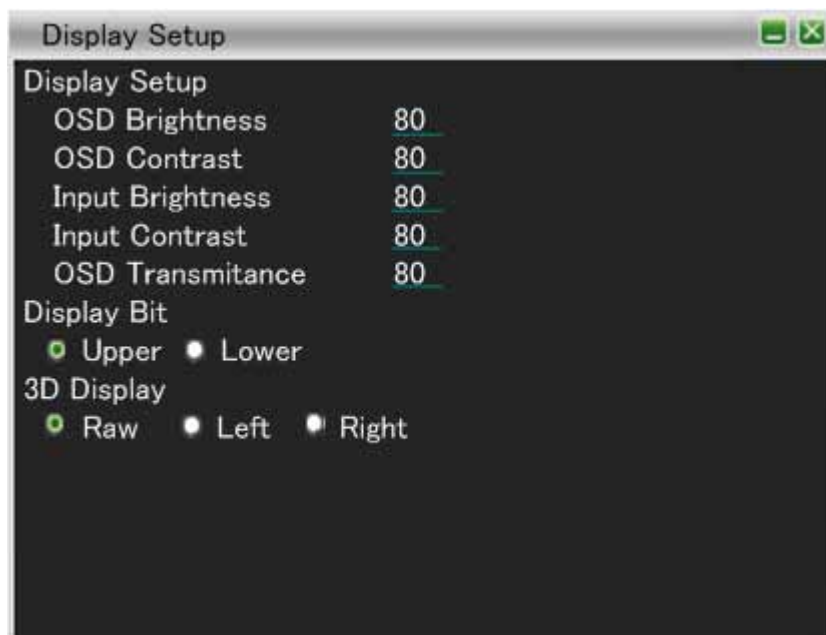 Display Setup
Display Setup
OSD Brightness 80
OSD Contrast 80
Input Brightness 80
Input Contrast 80
OSD Transmitance 80
Display Bit
Upper Lower
3D Display
Raw Left Right